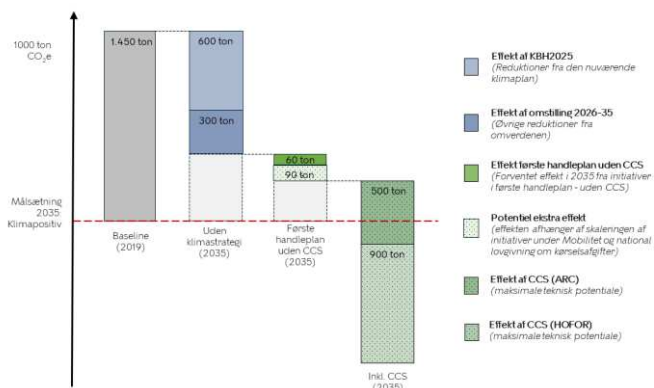 1000 ton
CO₂e
1.450 ton
600 ton
300 ton
60 ton
90 ton
500 ton
900 ton
Målsætning
2035:
Klimapositiv
Baseline
(2019)
Uden
klimastrategi
(2035)
Første
handleplan
uden CCS
(2035)
Inkl. CCS
(2035)
Effekt af KBH2025
(Reduktioner fra den nuværende
klimaplan)
Effekt af omstilling 2026-35
(Øvrige reduktioner fra
omverdenen)
Effekt første handleplan uden CCS
(Forventet effekt i 2035 fra initiativer
i første handleplan - uden CCS)
Potentiel ekstra effekt
(effekten afhænger af skaleringen af
initiativer under Mobilitet og national
lovgivning om kørselsafgifter)
Effekt af CCS (ARC)
(maksimale teknisk potentiale)
Effekt af CCS (HOFOR)
(maksimale teknisk potentiale)